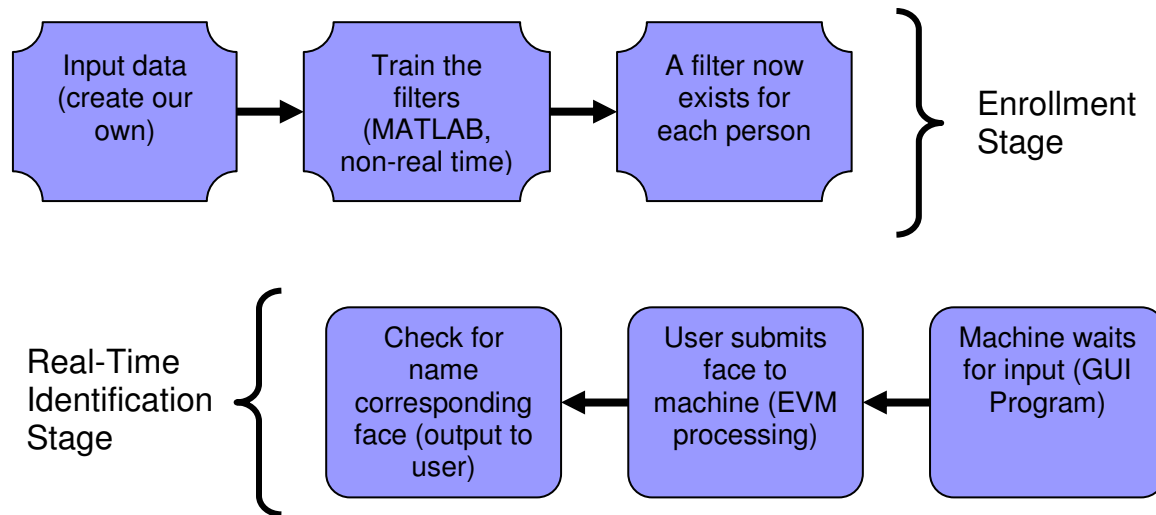 Input data
(create our
own)
Train the
filters
(MATLAB,
non-real time)
A filter now
exists for
each person
Enrollment
Stage
Real-Time
Identification
Stage
Check for
name
corresponding
face (output to
user)
User submits
face to
machine (EVM
processing)
Machine waits
for input (GUI
Program)